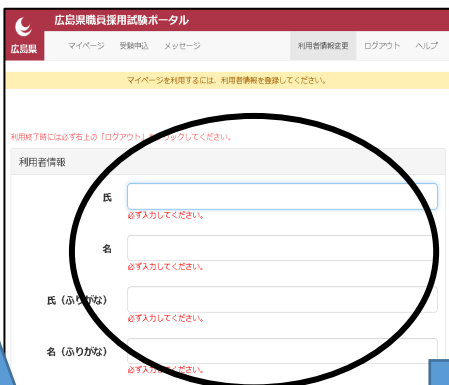 広島県職員採用試験ポータル
広島県
マイページ 受験申込 メッセージ 利用者情報変更 ログアウト ヘルプ
マイページを利用するには、利用者情報を登録してください。
利用終了時には必ず右上の「ログアウト」をクリックしてください。
利用者情報
氏
必ず入力してください。
名
必ず入力してください。
氏（ふりがな）
必ず入力してください。
名（ふりがな）
必ず入力してください。